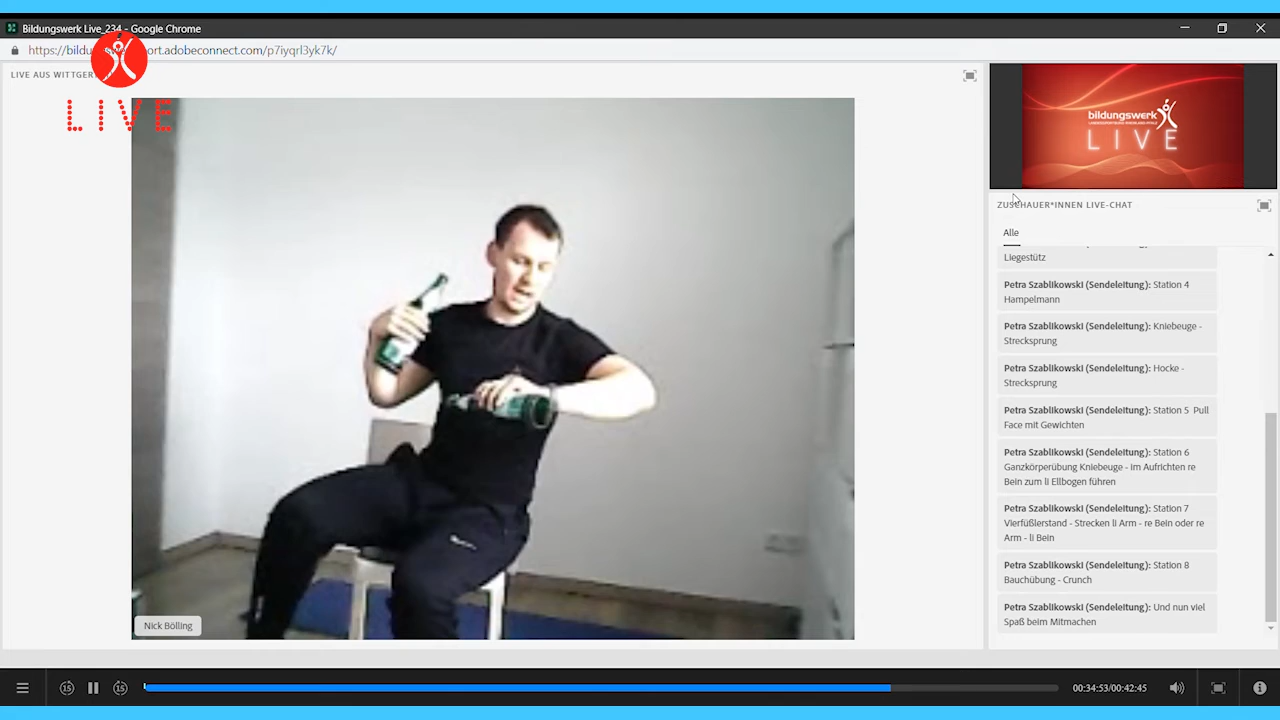 Bildungswerk Live_234 - Google Chrome
adobeconnect.com/p7iyqrl3yk7k/
LIVE
bildungswerk
LIVE
ZUSCHAUER*INNEN LIVE-CHAT
Alle
Liegestütz
Petra Szablikowski (Sendeleitung): Station 4
Hampelmann
Petra Szablikowski (Sendeleitung): Kniebeuge -
Strecksprung
Petra Szablikowski (Sendeleitung): Hocke -
Strecksprung
Petra Szablikowski (Sendeleitung): Station 5 Pull
Face mit Gewichten
Petra Szablikowski (Sendeleitung): Station 6
Ganzkörperübung Kniebeuge - im Aufrichten re
Bein zum li Ellbogen führen
Petra Szablikowski (Sendeleitung): Station 7
Vierfüßlerstand - Strecken li Arm - re Bein oder re
Arm - li Bein
Petra Szablikowski (Sendeleitung): Station 8
Bauchübung - Crunch
Petra Szablikowski (Sendeleitung): Und nun viel
Spaß beim Mitmachen
LIVE AUS
Nick Bölling
15
15
00:34:53/00:42:45